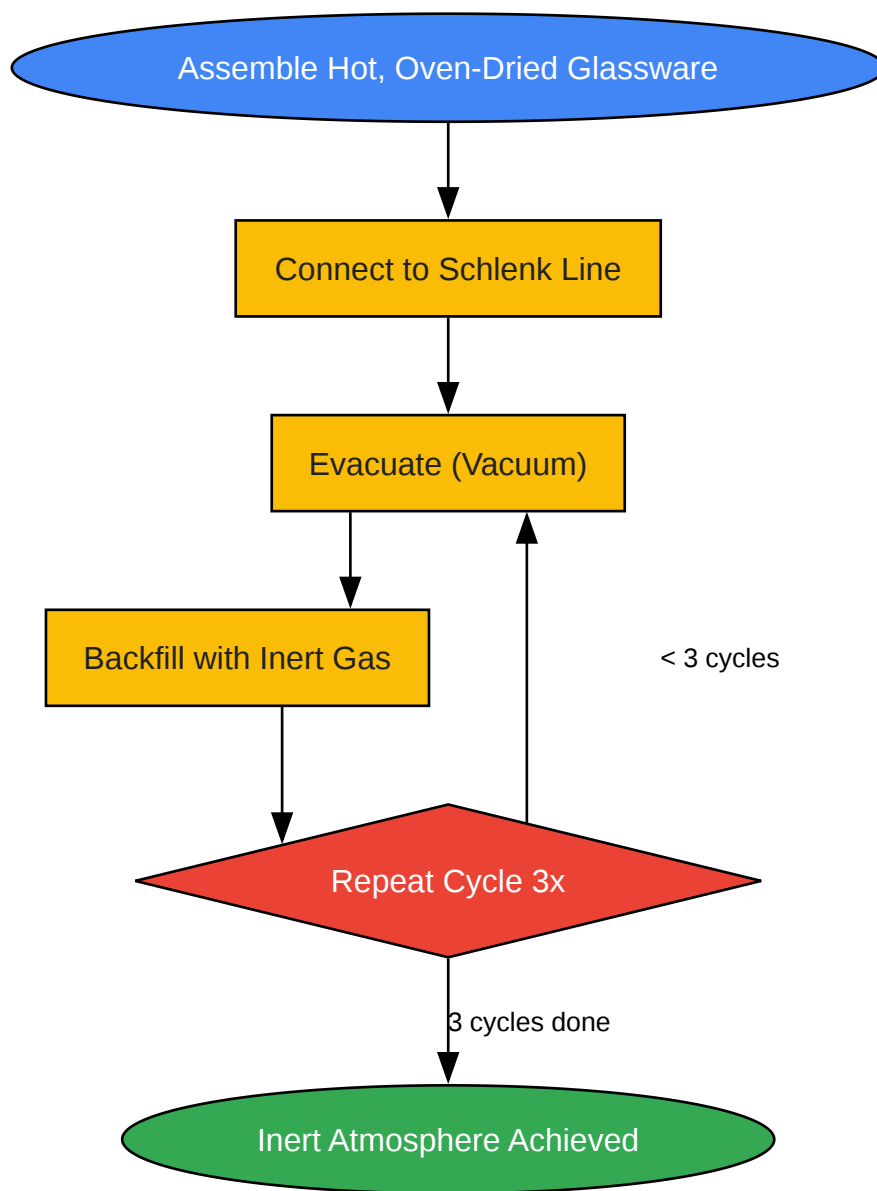 Assemble Hot, Oven-Dried Glassware
Connect to Schlenk Line
Evacuate (Vacuum)
Backfill with Inert Gas
< 3 cycles
Repeat Cycle 3x
3 cycles done
Inert Atmosphere Achieved